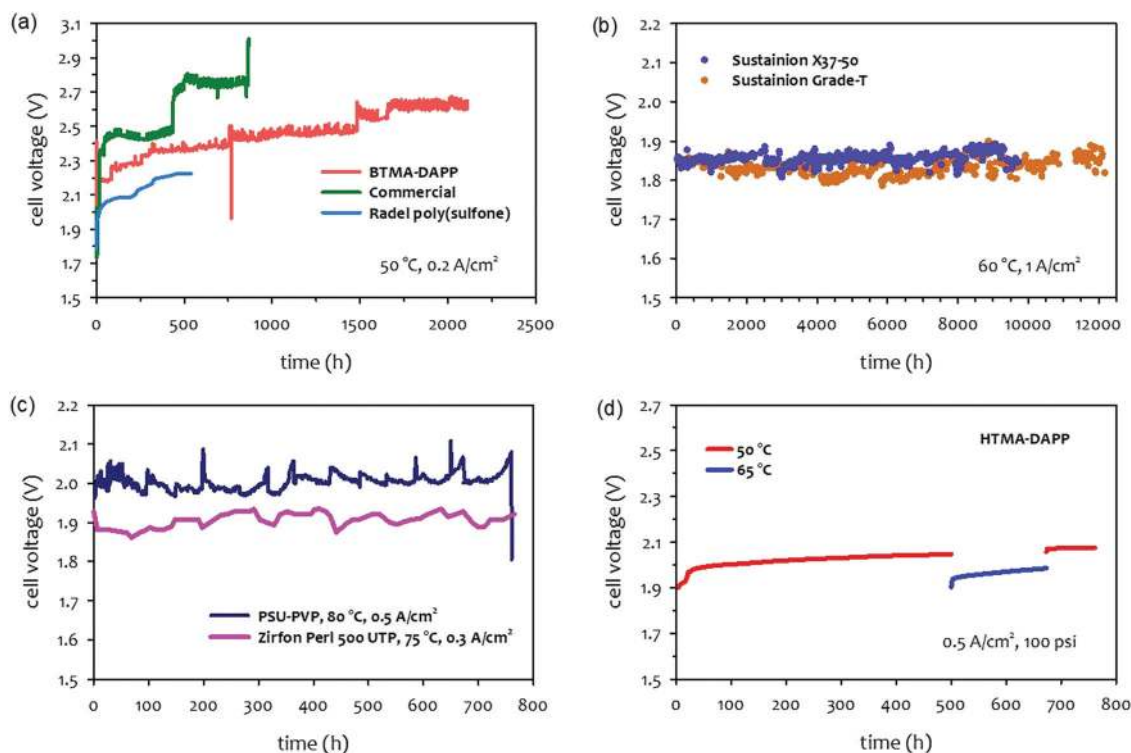 (a)
3.1
2.9
2.7
2.5
2.3
2.1
1.9
1.7
1.5
cell voltage (V)
BTMA-DAPP
Commercial
Radel poly(sulfone)
50 °C, 0.2 A/cm²
0 500 1000 1500 2000 2500
time (h)
(b)
2.1
2.0
1.9
1.8
1.7
1.6
1.5
cell voltage (V)
Sustainion X37-50
Sustainion Grade-T
60 °C, 1 A/cm²
0 2000 4000 6000 8000 10000 12000
time (h)
(c)
2.2
2.1
2.0
1.9
1.8
1.7
1.6
1.5
cell voltage (V)
PSU-PVP, 80 °C, 0.5 A/cm²
Zirfon Perl 500 UTP, 75 °C, 0.3 A/cm²
0 100 200 300 400 500 600 700 800
time (h)
(d)
2.7
2.5
2.3
2.1
1.9
1.7
1.5
cell voltage (V)
HTMA-DAPP
50 °C
65 °C
0.5 A/cm², 100 psi
0 100 200 300 400 500 600 700 800
time (h)